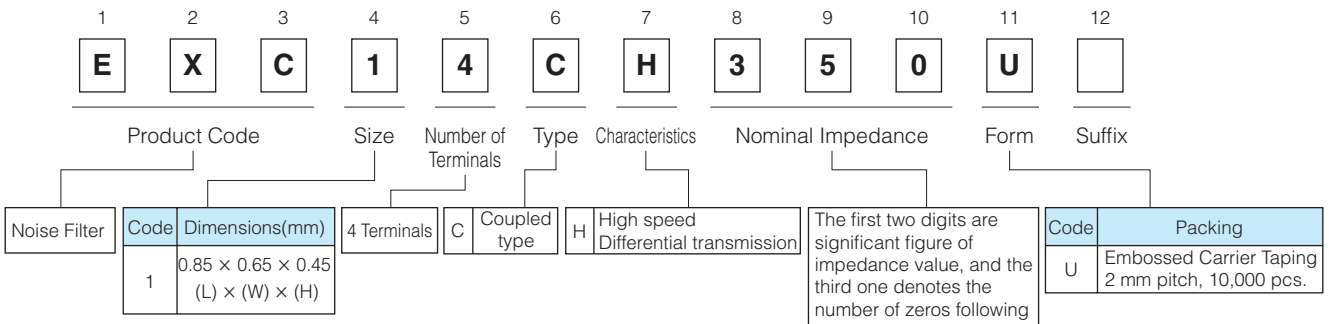 1 2 3 4 5 6 7 8 9 10 11 12
E X C 1 4 C H 3 5 0 U
Product Code Size Number of Terminals Type Characteristics Nominal Impedance Form Suffix
Noise Filter
Code Dimensions(mm)
1 0.85 × 0.65 × 0.45
(L) × (W) × (H)
4 Terminals
C Coupled
type
H High speed
Differential transmission
The first two digits are
significant figure of
impedance value, and the
third one denotes the
number of zeros following
Code Packing
U Embossed Carrier Taping
2 mm pitch, 10,000 pcs.